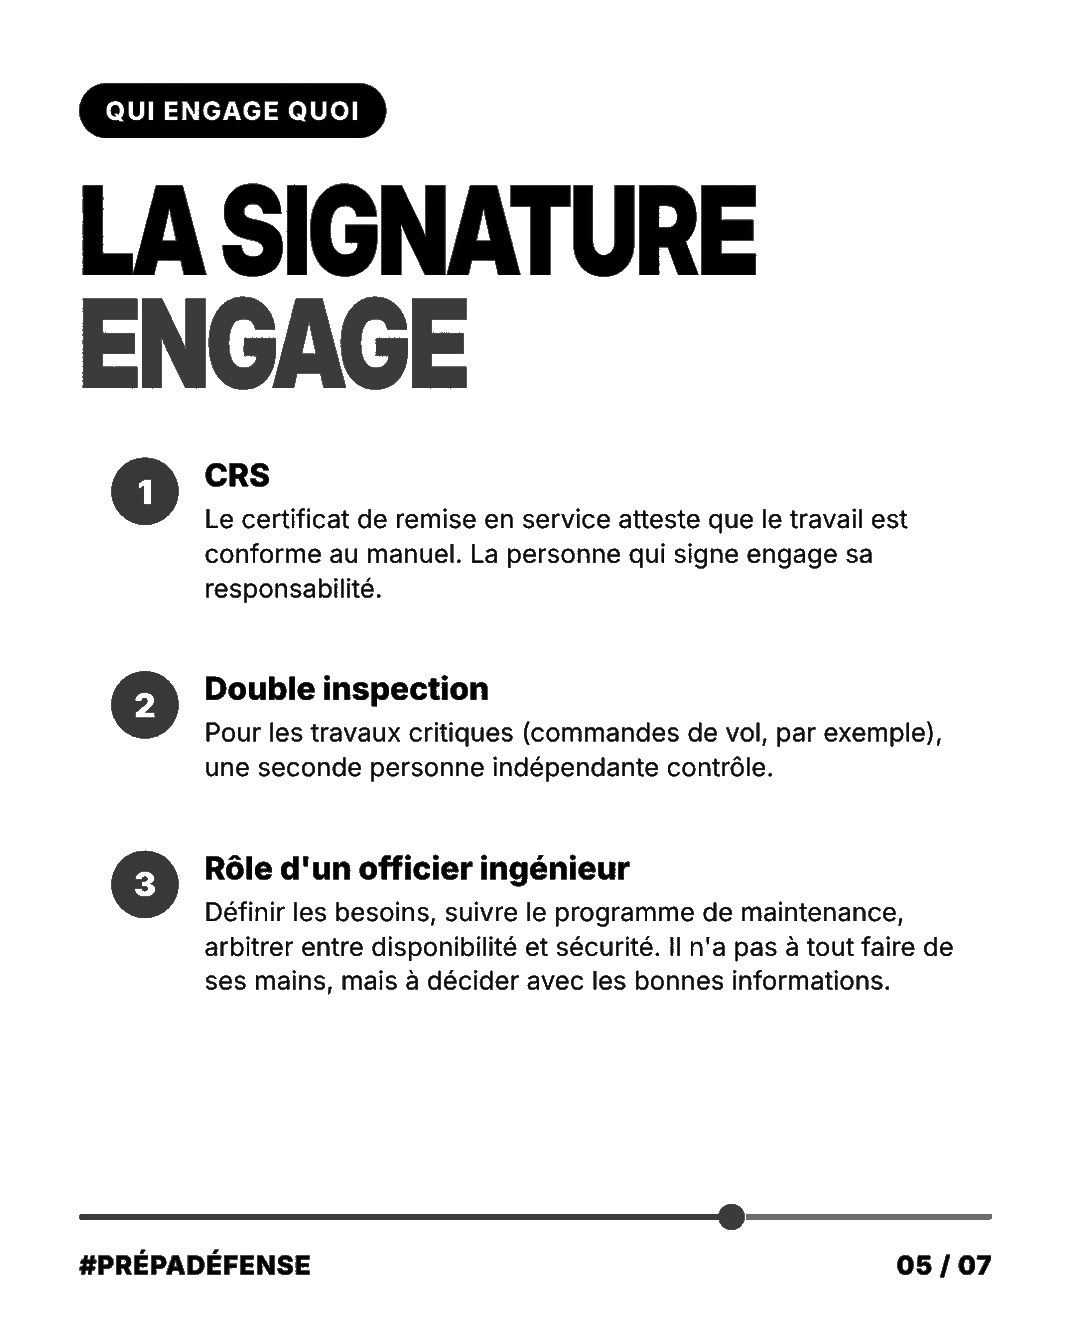 QUI ENGAGE QUOI
LA SIGNATURE
ENGAGE
1
CRS
Le certificat de remise en service atteste que le travail est
conforme au manuel. La personne qui signe engage sa
responsabilité.
2
Double inspection
Pour les travaux critiques (commandes de vol, par exemple),
une seconde personne indépendante contrôle.
3
Rôle d'un officier ingénieur
Définir les besoins, suivre le programme de maintenance,
arbitrer entre disponibilité et sécurité. Il n'a pas à tout faire de
ses mains, mais à décider avec les bonnes informations.
#PRÉPADÉFENSE
05 / 07